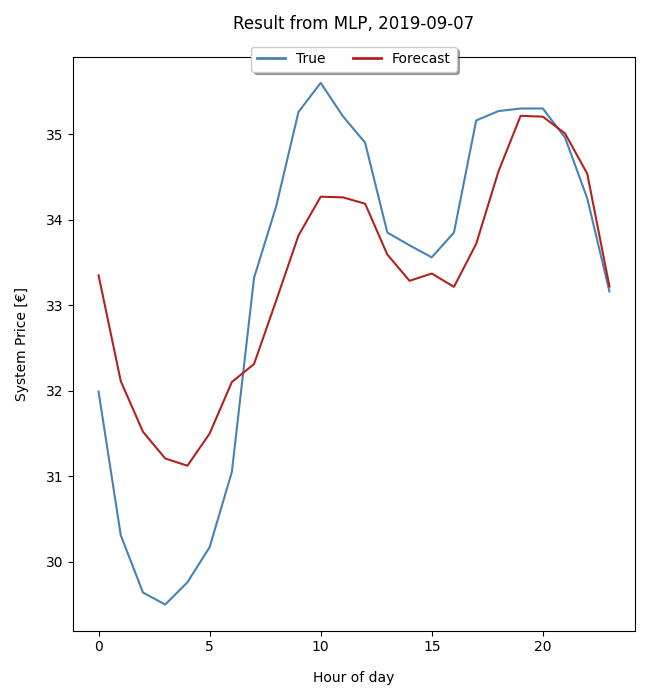 Result from MLP, 2019-09-07
True Forecast
35
34
33
32
31
30
System Price [€]
0 5 10 15 20
Hour of day